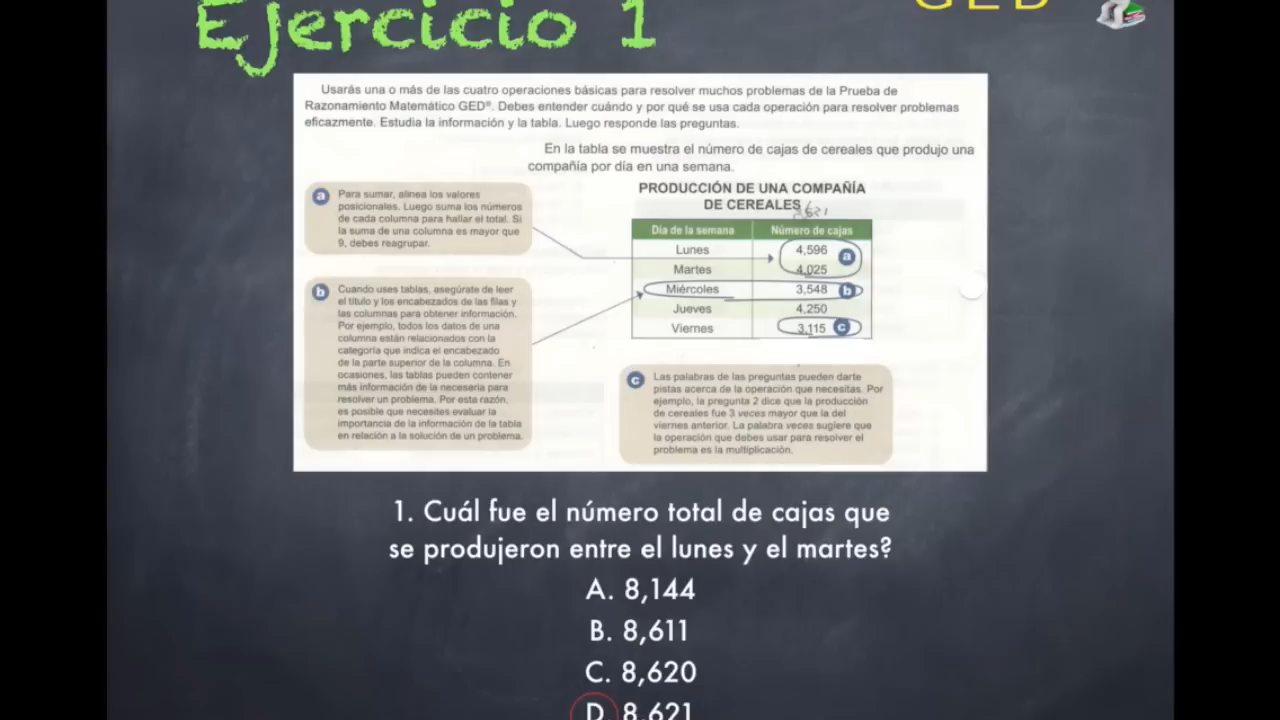 Ejercicio 1
GED
Usarás una o más de las cuatro operaciones básicas para resolver muchos problemas de la Prueba de
Razonamiento Matemático GED®. Debes entender cuándo y por qué se usa cada operación para resolver problemas
eficazmente. Estudia la información y la tabla. Luego responde las preguntas.
En la tabla se muestra el número de cajas de cereales que produjo una
compañía por día en una semana.
a
Para sumar, alinea los valores
posicionales. Luego suma los números
de cada columna para hallar el total. Si
la suma de una columna es mayor que
9, debes reagrupar.
b
Cuando uses tablas, asegúrate de leer
el título y los encabezados de las filas y
las columnas para obtener información.
Por ejemplo, todos los datos de una
columna están relacionados con la
categoría que indica el encabezado
de la parte superior de la columna. En
ocasiones, las tablas pueden contener
más información de la necesaria para
resolver un problema. Por esta razón,
es posible que necesites evaluar la
importancia de la información de la tabla
en relación a la solución de un problema.
PRODUCCIÓN DE UNA COMPAÑÍA
DE CEREALES
8,621
Día de la semana Número de cajas
Lunes 4,596 a
Martes 4,025
Miércoles 3,548 b
Jueves 4,250
Viernes 3,115 c
c
Las palabras de las preguntas pueden darte
pistas acerca de la operación que necesitas. Por
ejemplo, la pregunta 2 dice que la producción
de cereales fue 3 veces mayor que la del
viernes anterior. La palabra veces sugiere que
la operación que debes usar para resolver el
problema es la multiplicación.
1. Cuál fue el número total de cajas que
se produjeron entre el lunes y el martes?
A. 8,144
B. 8,611
C. 8,620
D. 8,621